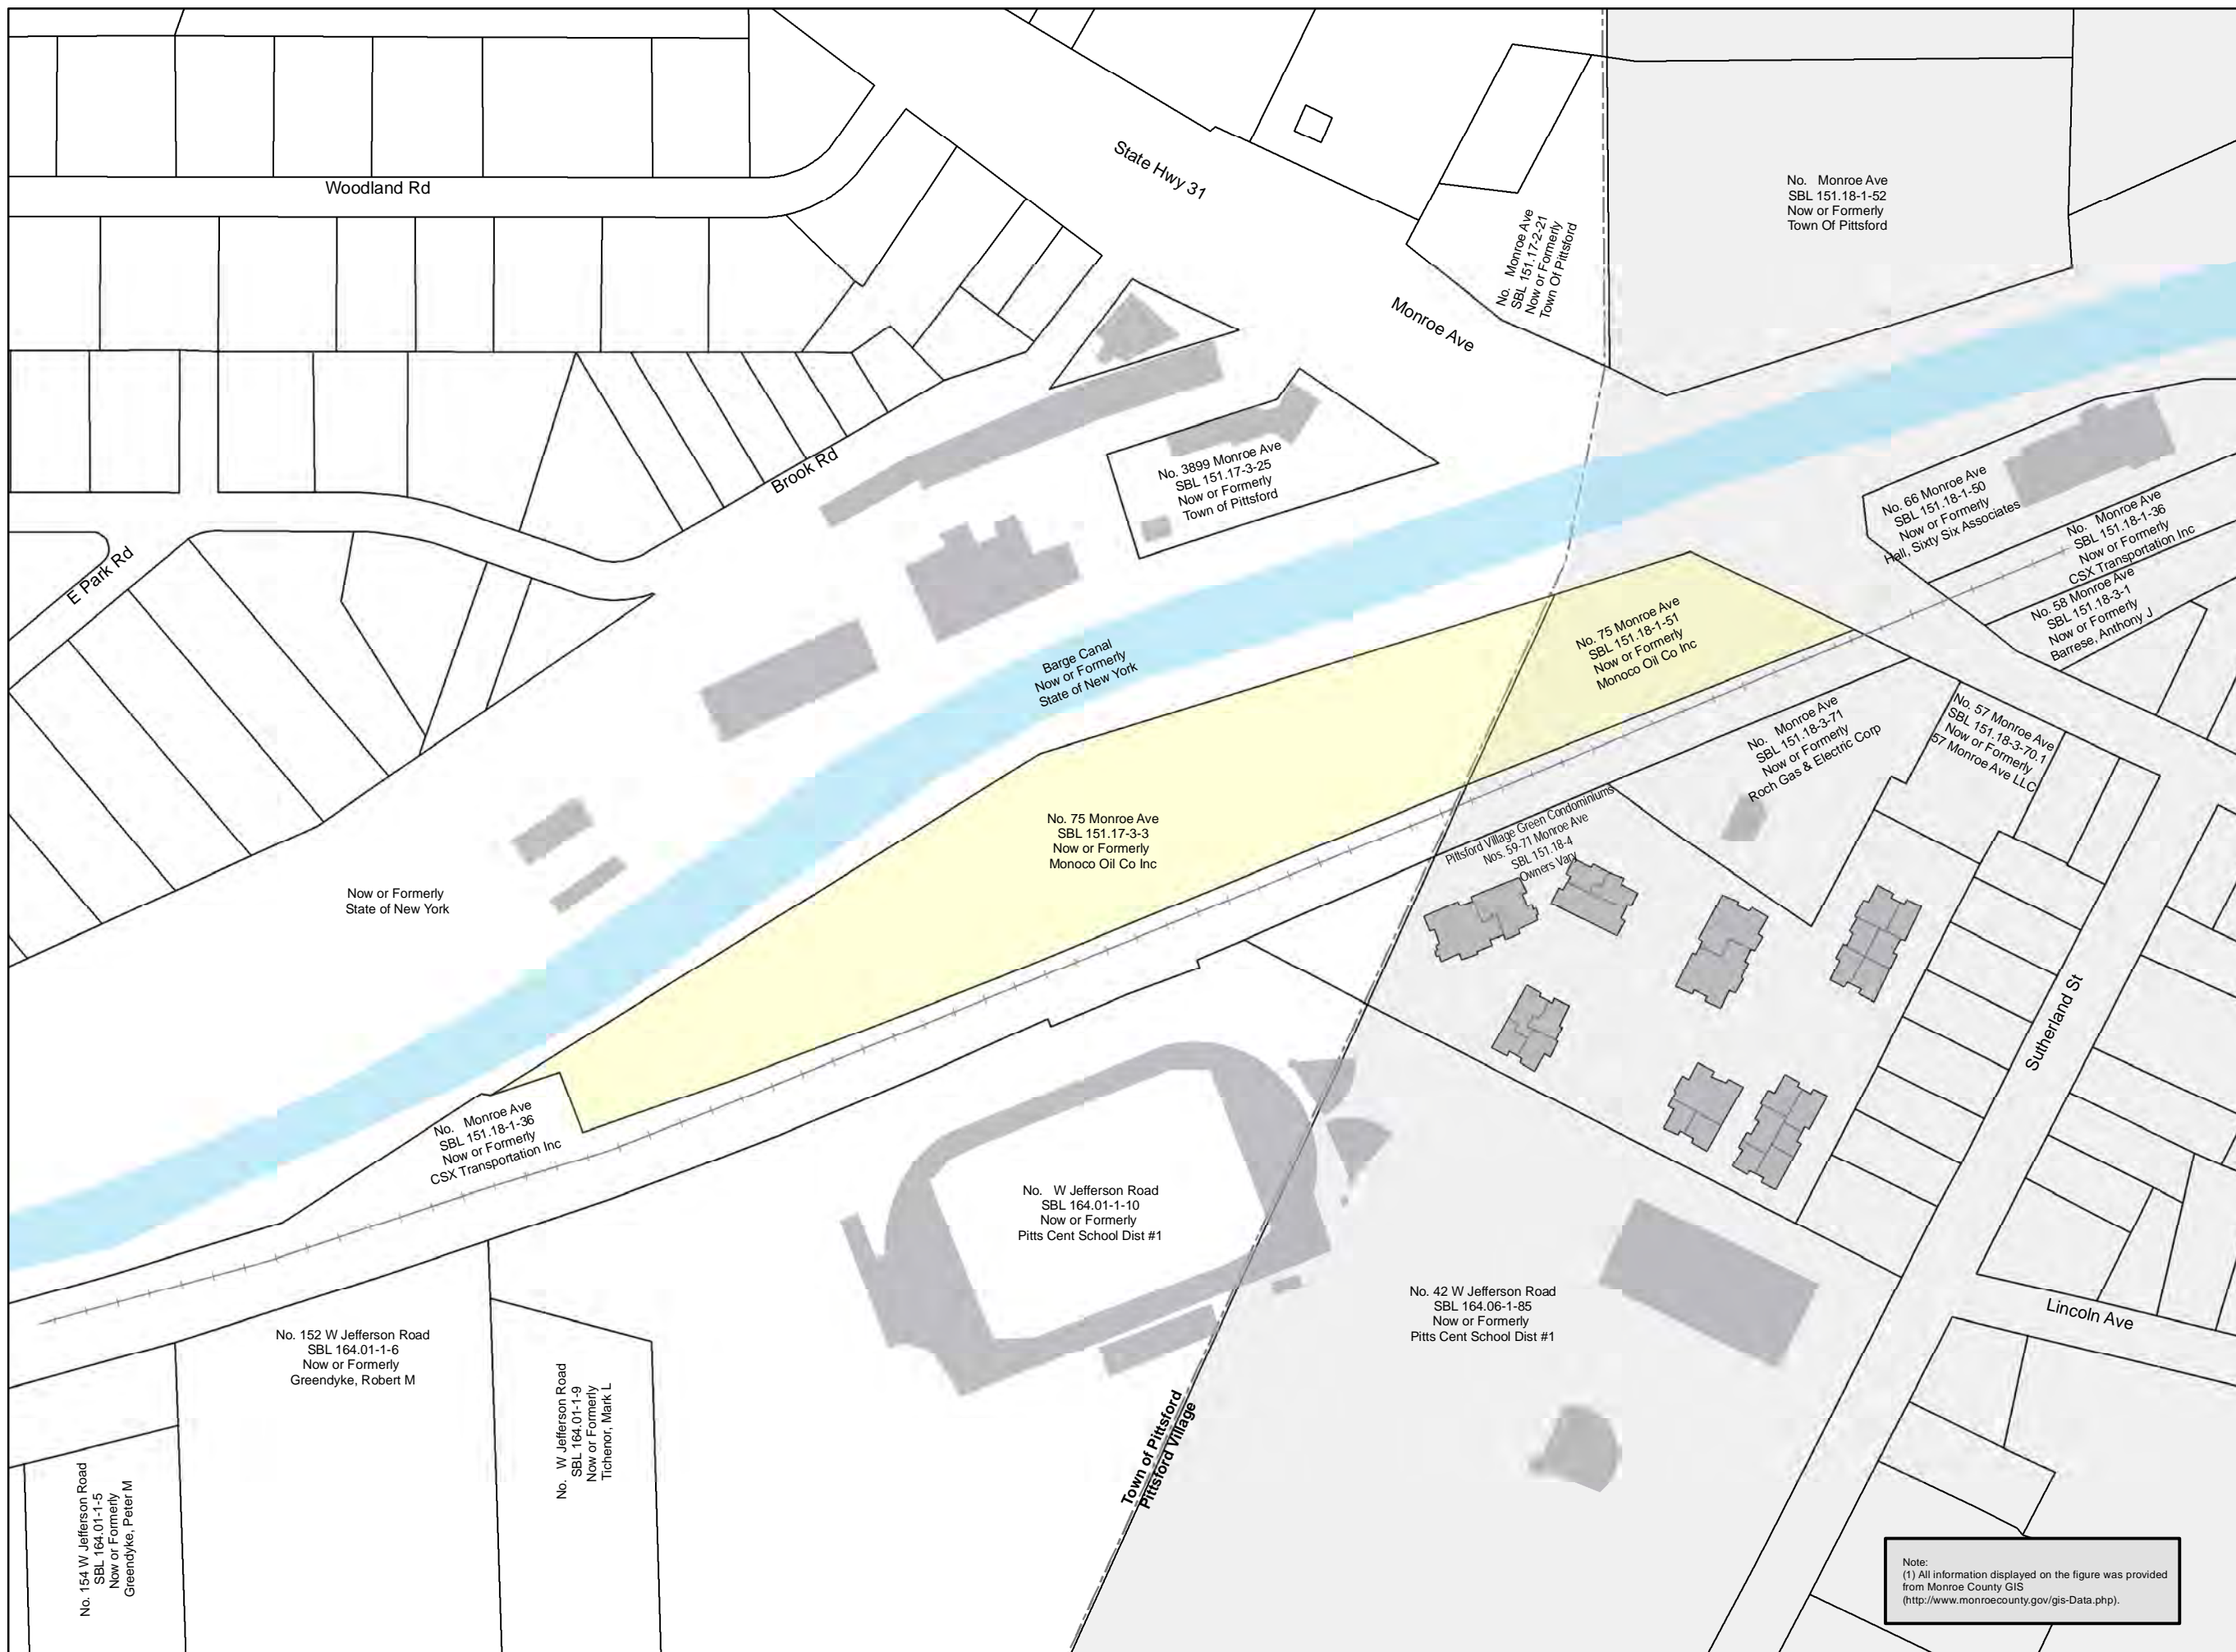 Woodland Rd
State Hwy 31
No.   Monroe Ave
SBL 151.18-1-52
Now or Formerly
Town Of Pittsford
No.   Monroe Ave
SBL 151.17-2-21
Now or Formerly
Town Of Pittsford
Monroe Ave
Brook Rd
No. 3899 Monroe Ave
SBL 151.17-3-25
Now or Formerly
Town of Pittsford
No. 66 Monroe Ave
SBL 151.18-1-50
Now or Formerly
Hall, Sixty Six Associates
No.   Monroe Ave
SBL 151.18-1-36
Now or Formerly
CSX Transportation Inc
E Park Rd
No. 58 Monroe Ave
SBL 151.18-3-1
Now or Formerly
Barrese, Anthony J
Barge Canal
Now or Formerly
State of New York
No. 75 Monroe Ave
SBL 151.18-1-51
Now or Formerly
Monoco Oil Co Inc
No.   Monroe Ave
SBL 151.18-3-71
Now or Formerly
Roch Gas & Electric Corp
No. 57 Monroe Ave
SBL 151.18-3-70.1
Now or Formerly
57 Monroe Ave LLC
No. 75 Monroe Ave
SBL 151.17-3-3
Now or Formerly
Monoco Oil Co Inc
Pittsford Village Green Condominiums
Nos. 59-71 Monroe Ave
SBL 151.18-4
Owners Vary
Now or Formerly
State of New York
Sutherland St
No.   Monroe Ave
SBL 151.18-1-36
Now or Formerly
CSX Transportation Inc
No.   W Jefferson Road
SBL 164.01-1-10
Now or Formerly
Pitts Cent School Dist #1
No. 42 W Jefferson Road
SBL 164.06-1-85
Now or Formerly
Pitts Cent School Dist #1
Lincoln Ave
No. 152 W Jefferson Road
SBL 164.01-1-6
Now or Formerly
Greendyke, Robert M
No.   W Jefferson Road
SBL 164.01-1-9
Now or Formerly
Tichenor, Mark L
Town of Pittsford
Pittsford Village
No. 154 W Jefferson Road
SBL 164.01-1-5
Now or Formerly
Greendyke, Peter M
Note:
(1) All information displayed on the figure was provided
from Monroe County GIS
(http://www.monroecounty.gov/gis-Data.php).